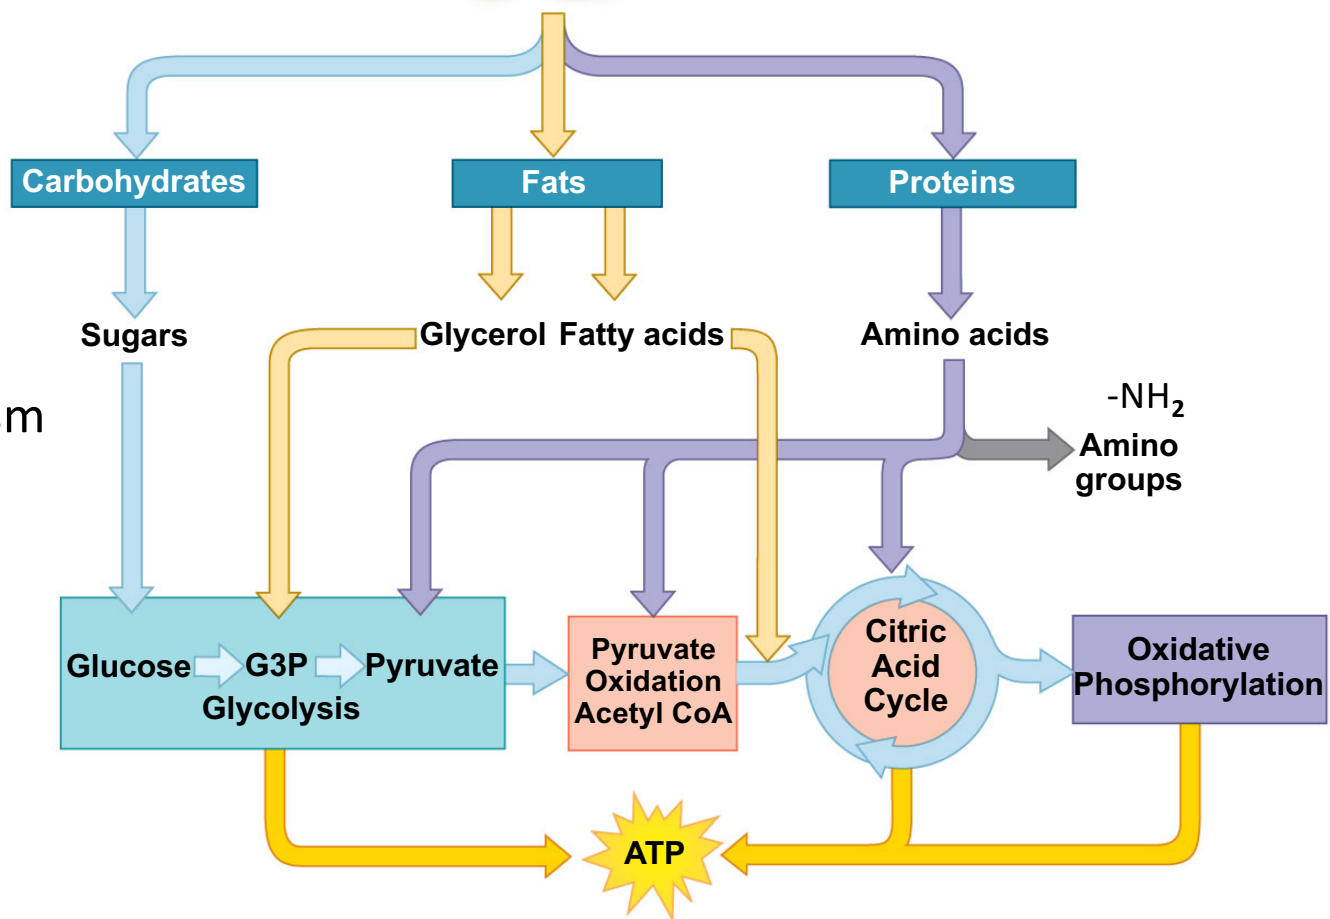 Carbohydrates
Fats
Proteins
Sugars
Glycerol Fatty acids
Amino acids
sm
-NH₂
Amino
groups
Glucose
G3P
Pyruvate
Glycolysis
Pyruvate
Oxidation
Acetyl CoA
Citric
Acid
Cycle
Oxidative
Phosphorylation
ATP